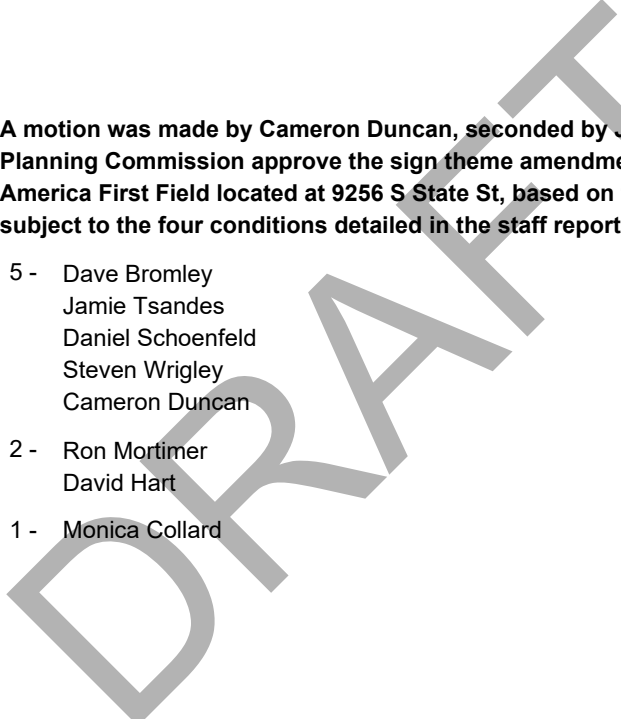 A motion was made by Cameron Duncan, seconded by
Planning Commission approve the sign theme
America First Field located at 9256 S State St, based on
subject to the four conditions detailed in the staff report
5 - Dave Bromley
Jamie Tsandes
Daniel Schoenfeld
Steven Wrigley
Cameron Duncan
2 - Ron Mortimer
David Hart
1 - Monica Collard
DRAFT